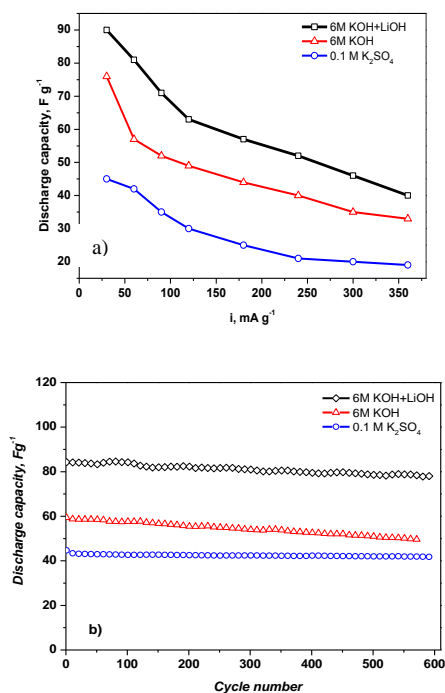 90
80
70
60
50
40
30
20
Discharge capacity, F g⁻¹
6M KOH+LiOH
6M KOH
0.1 M K₂SO₄
a)
0 50 100 150 200 250 300 350
i, mA g⁻¹
120
100
80
60
40
20
0
Discharge capacity, Fg⁻¹
6M KOH+LiOH
6M KOH
0.1 M K₂SO₄
b)
0 100 200 300 400 500 600
Cycle number